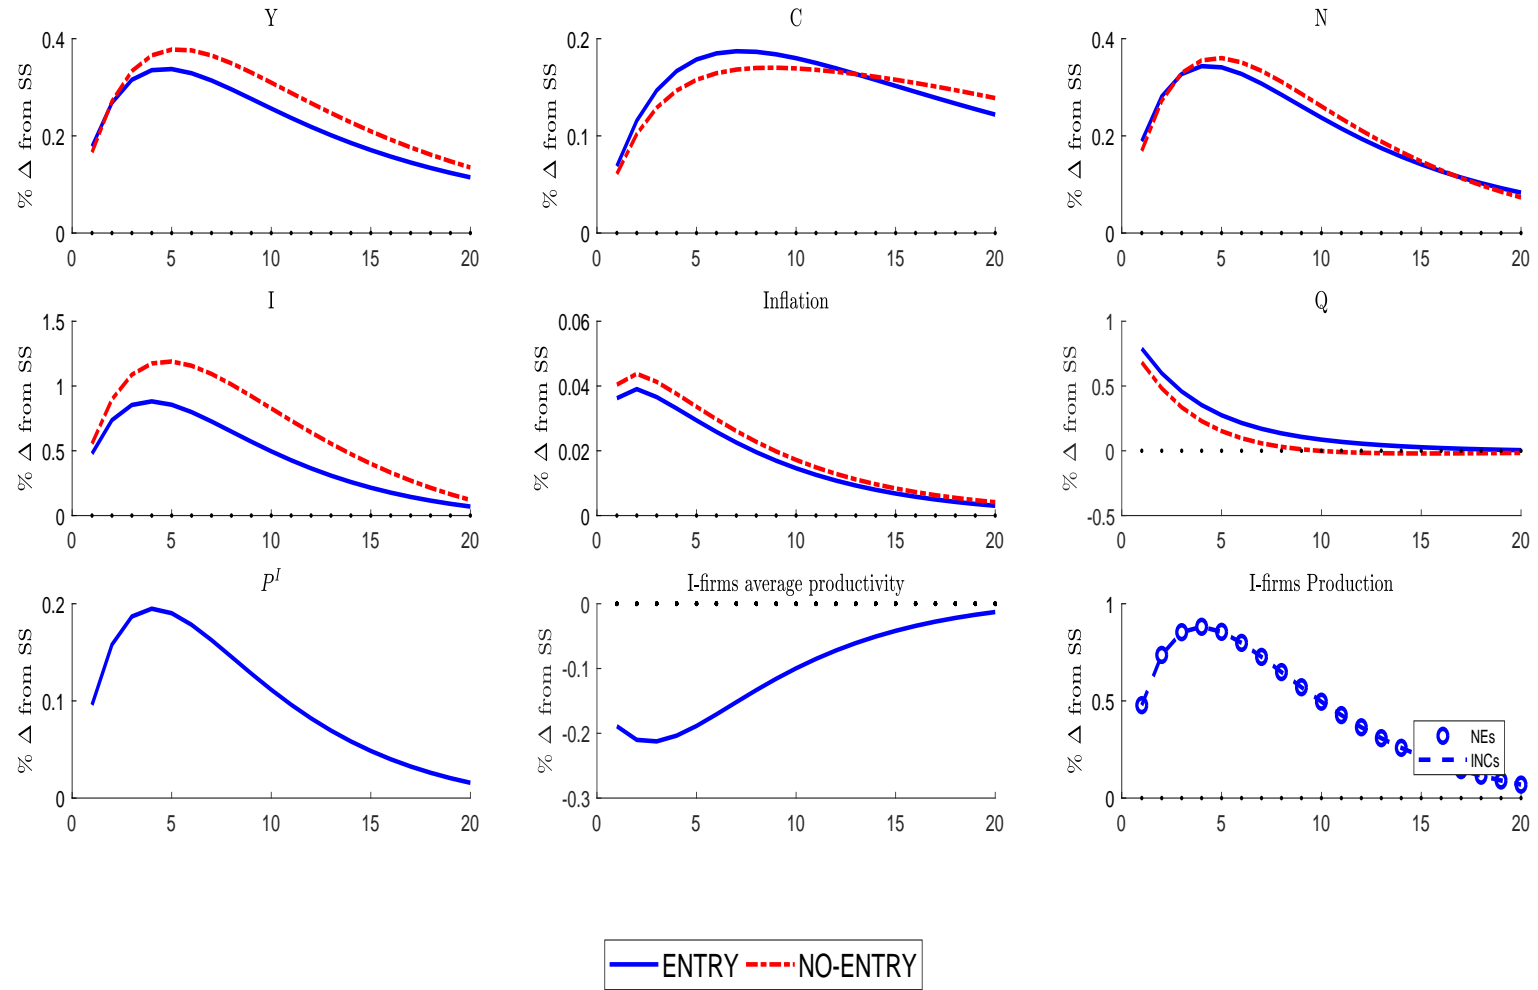 Y C N
0.4 0.2 0.4
% Δ from SS % Δ from SS % Δ from SS
0.2 0.1 0.2
0 0 0
0 5 10 15 20 0 5 10 15 20 0 5 10 15 20
I Inflation Q
1.5 0.06 1
% Δ from SS % Δ from SS % Δ from SS
1 0.04 0.5
0.5 0.02 0
0 0 -0.5
0 5 10 15 20 0 5 10 15 20 0 5 10 15 20
P^I I-firms average productivity I-firms Production
0.2 0 1
% Δ from SS % Δ from SS % Δ from SS
-0.1
0.1 0.5
-0.2
NEs
INCs
0 -0.3 0
0 5 10 15 20 0 5 10 15 20 0 5 10 15 20
ENTRY NO-ENTRY